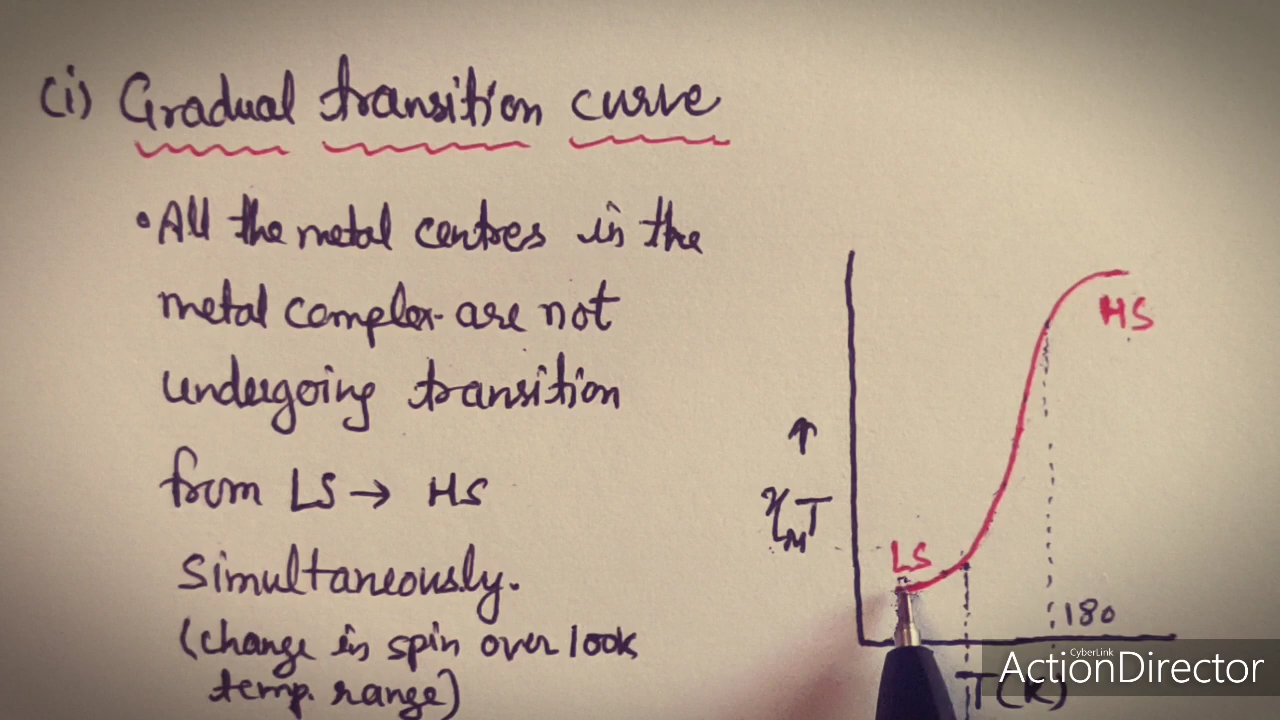 (i) Gradual transition curve
• All the metal centres in the
metal complex are not
undergoing transition
from LS → HS
simultaneously.
(change in spin over 100K
temp. range)
HS
↑
χMT
LS
180
T(K)
CyberLink
ActionDirector